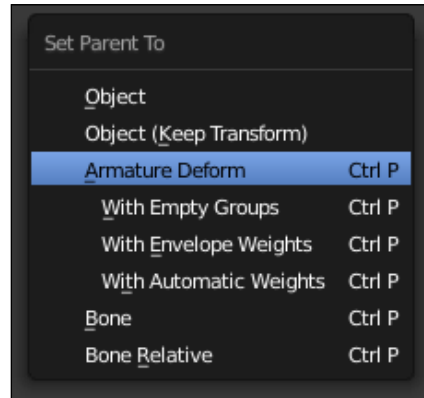 Set Parent To
Object
Object (Keep Transform)
Armature Deform Ctrl P
With Empty Groups Ctrl P
With Envelope Weights Ctrl P
With Automatic Weights Ctrl P
Bone Ctrl P
Bone Relative Ctrl P